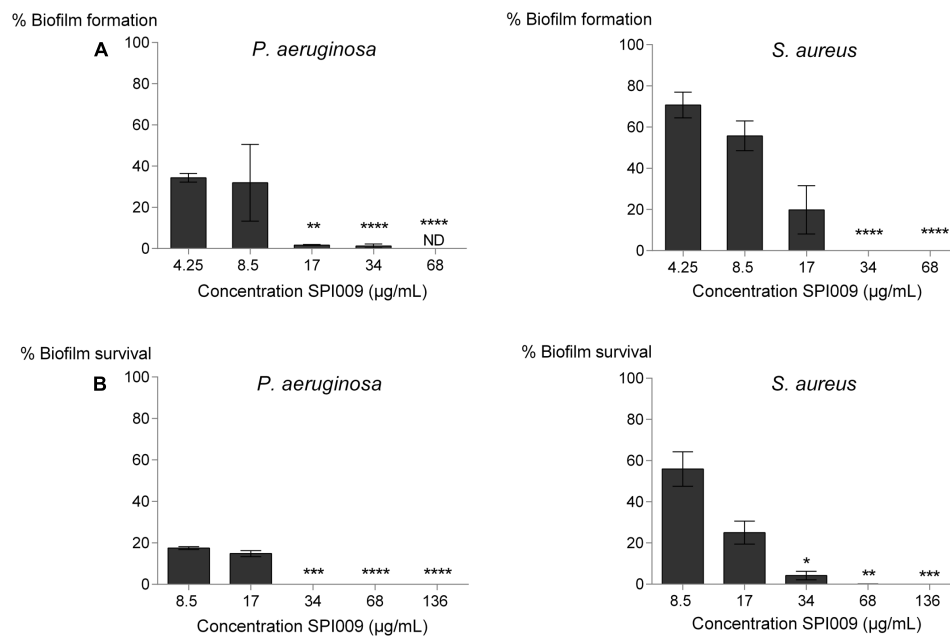 % Biofilm formation
A
P. aeruginosa
100
80
60
40
20
0
**
****
****
ND
4.25 8.5 17 34 68
Concentration SPI009 (µg/mL)
% Biofilm formation
S. aureus
100
80
60
40
20
0
****
****
4.25 8.5 17 34 68
Concentration SPI009 (µg/mL)
% Biofilm survival
B
P. aeruginosa
100
80
60
40
20
0
***
****
****
8.5 17 34 68 136
Concentration SPI009 (µg/mL)
% Biofilm survival
S. aureus
100
80
60
40
20
0
*
**
***
8.5 17 34 68 136
Concentration SPI009 (µg/mL)